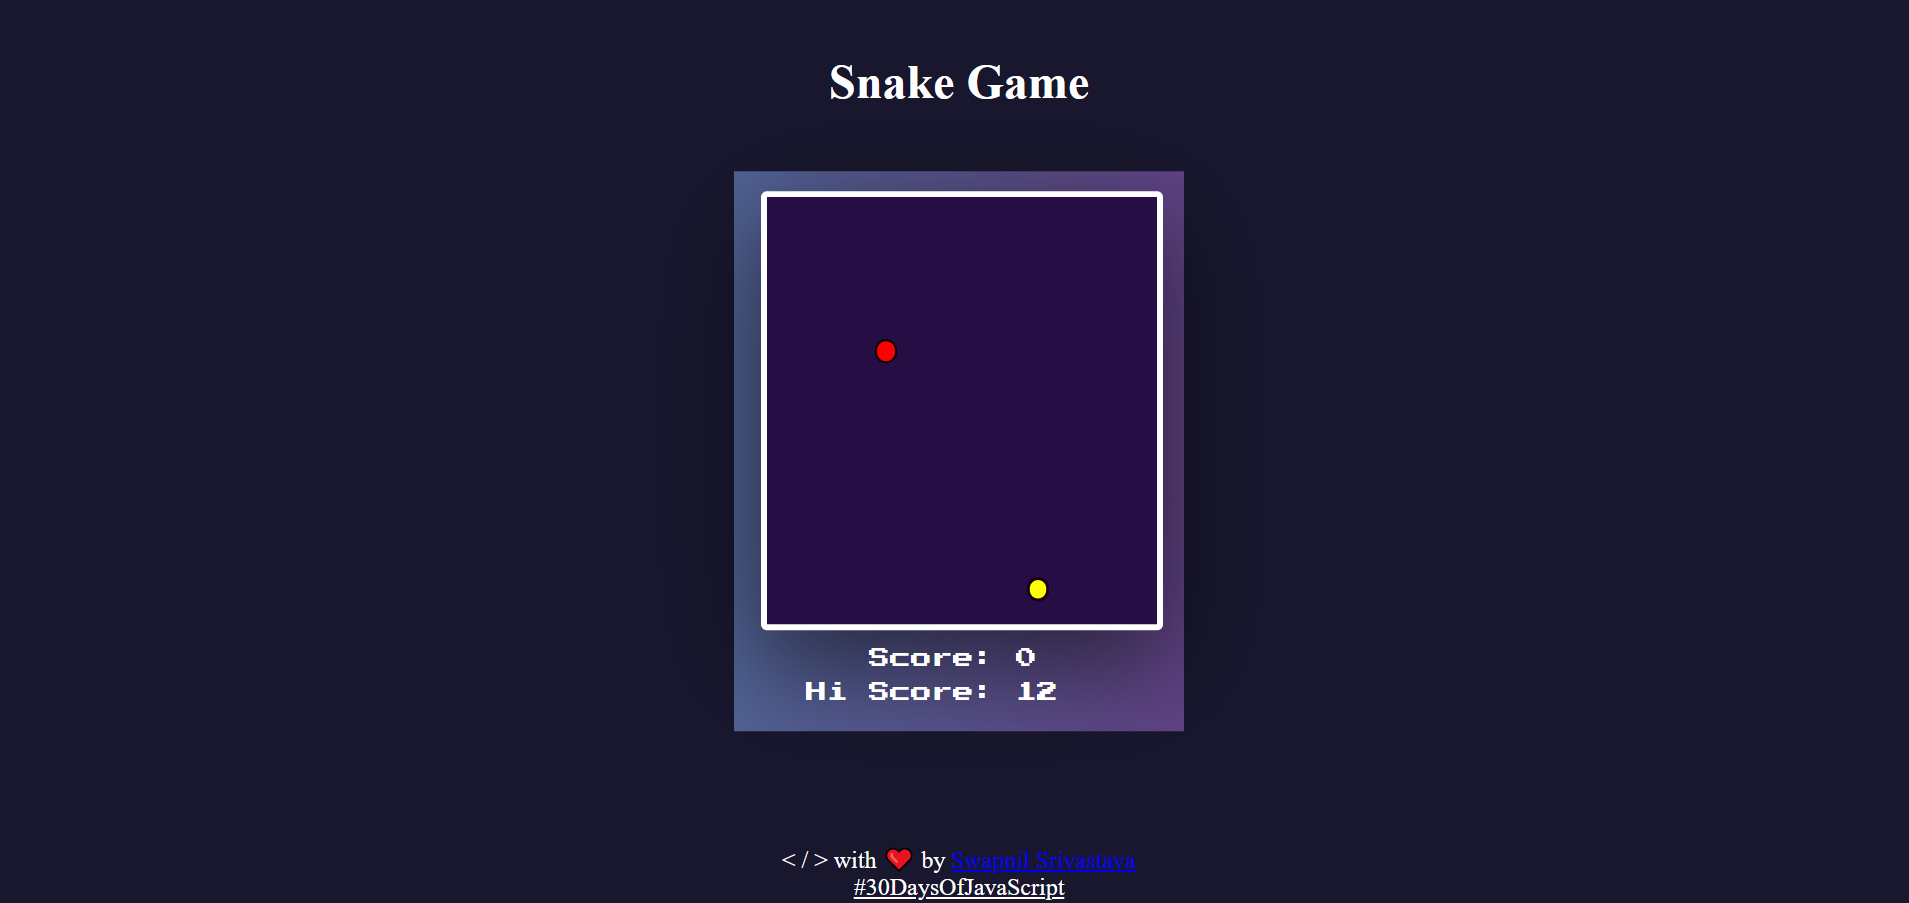 Snake Game
Score: 0
Hi Score: 12
< / > with ❤️ by Swapnil Srivastava
#30DaysOfJavaScript